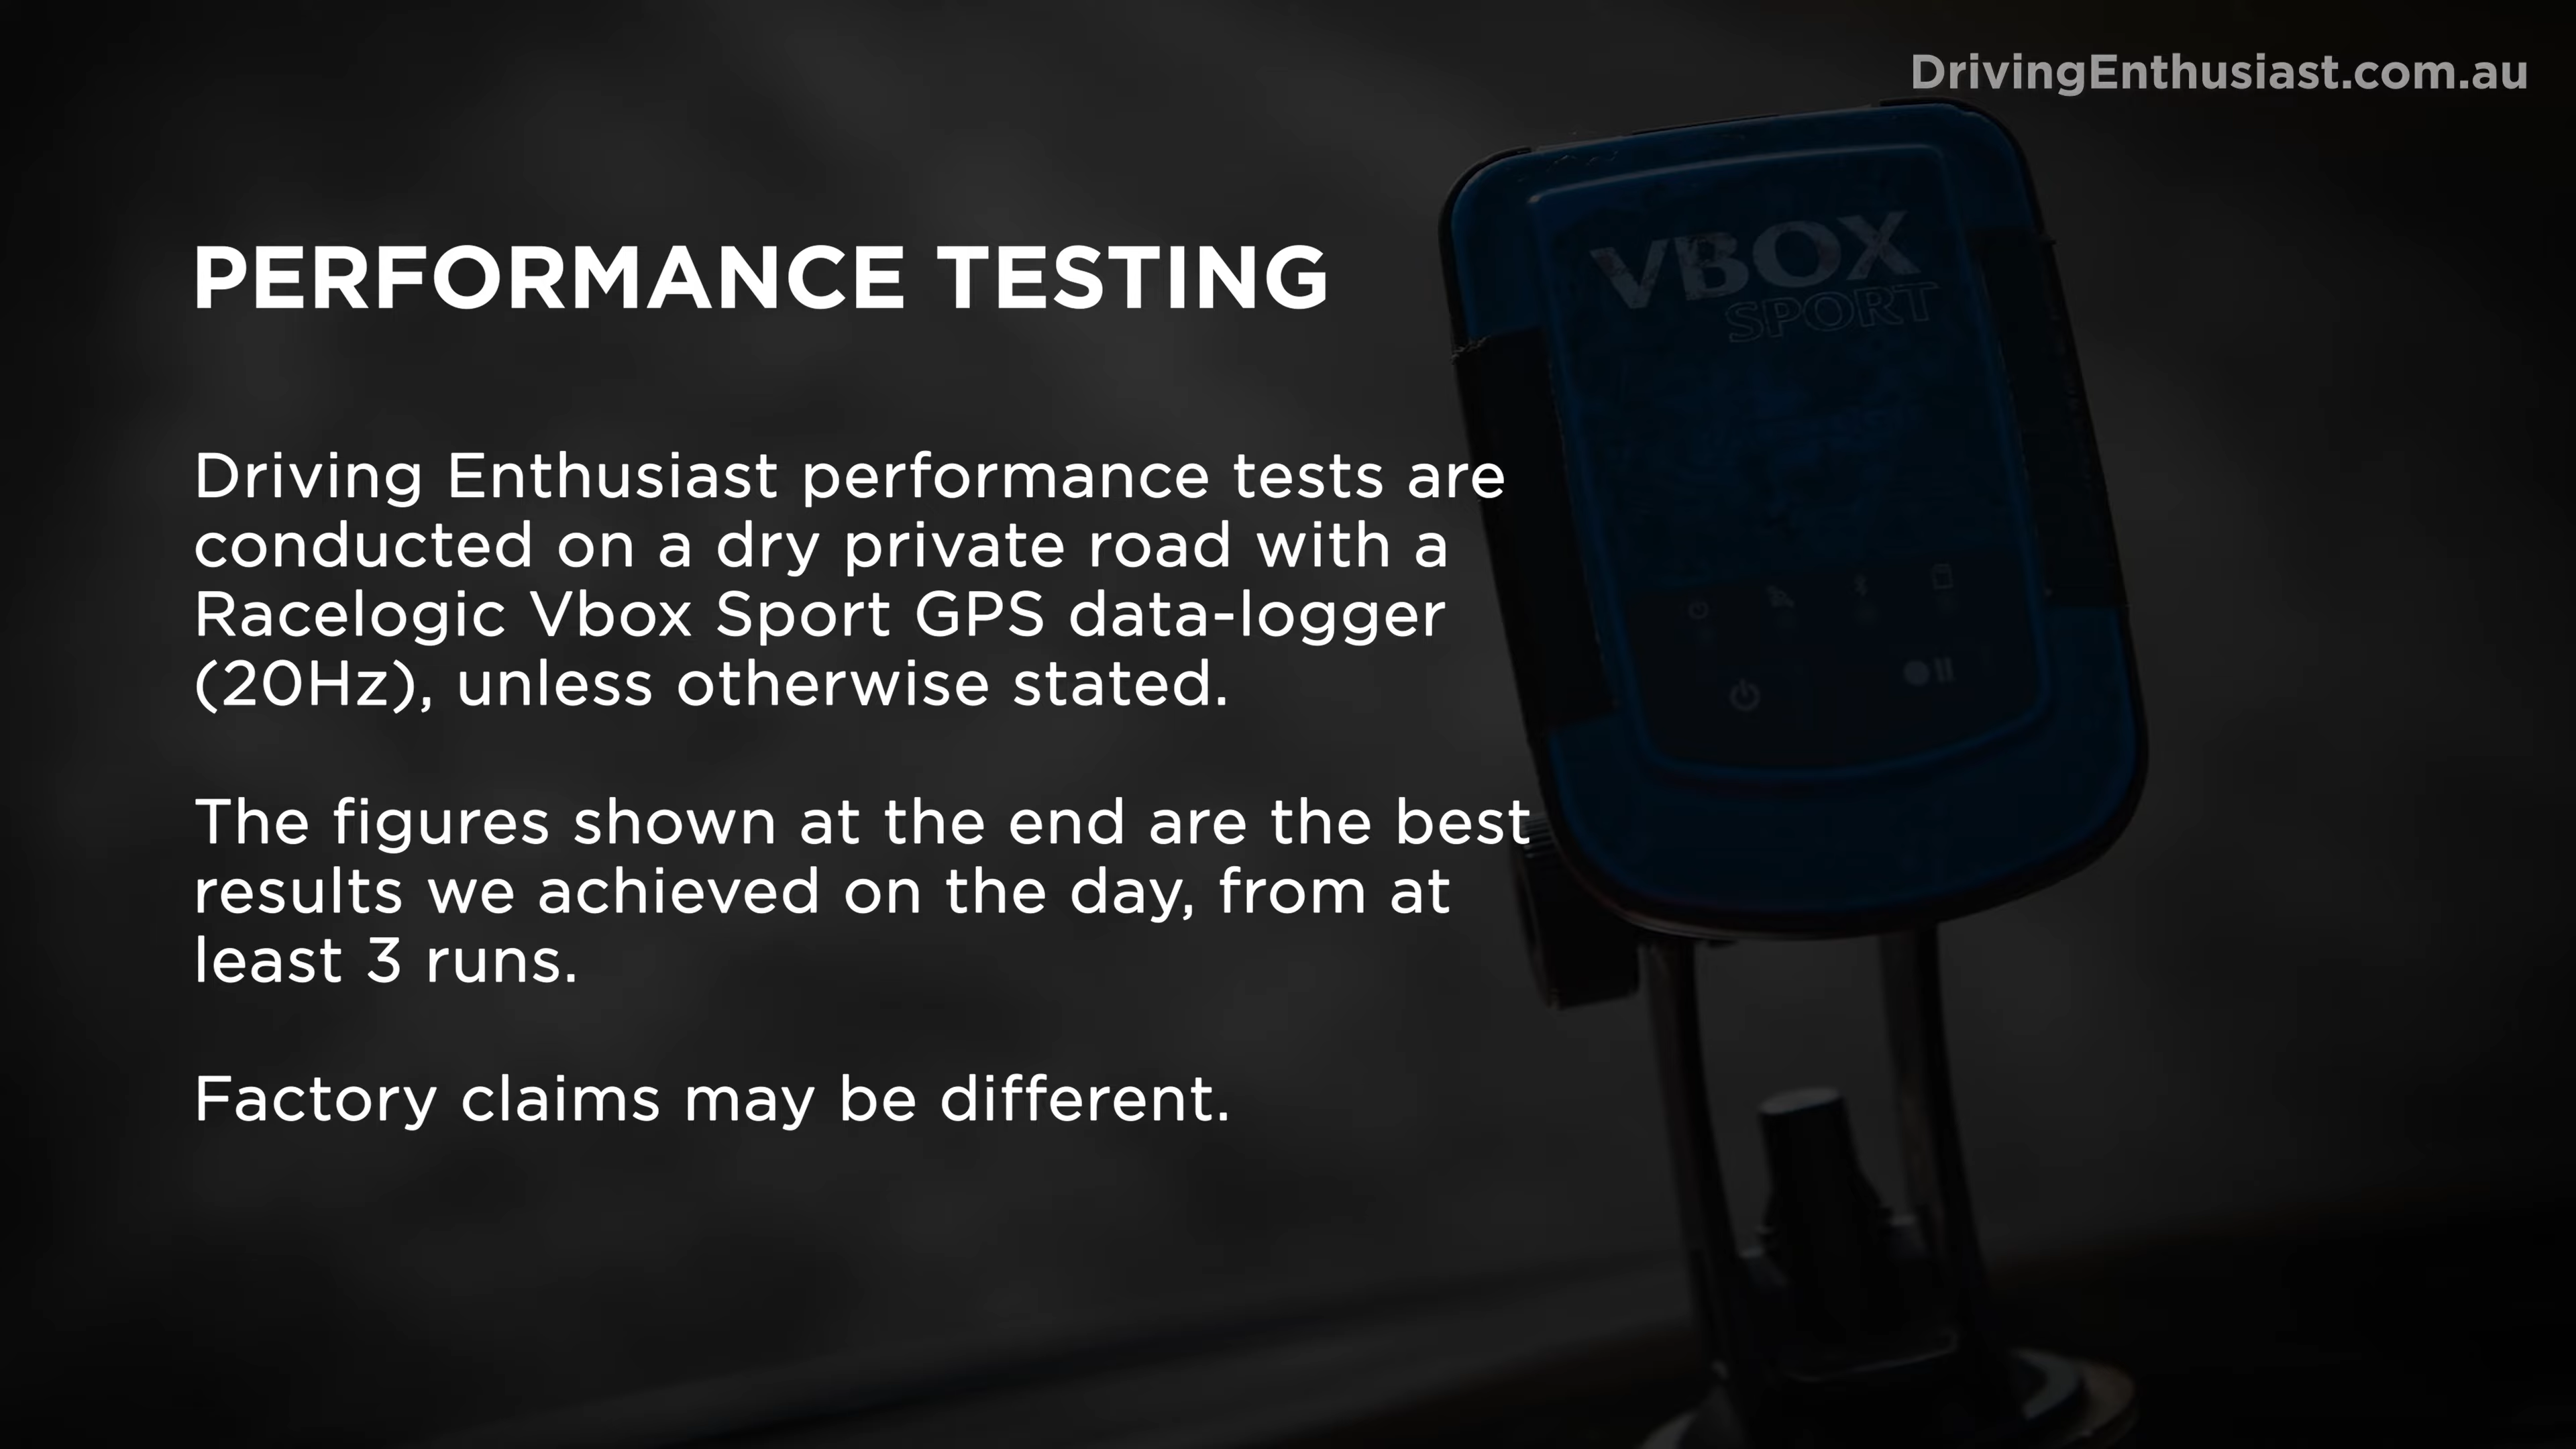 DrivingEnthusiast.com.au
VBOX
SPORT
PERFORMANCE TESTING
Driving Enthusiast performance tests are
conducted on a dry private road with a
Racelogic Vbox Sport GPS data-logger
(20Hz), unless otherwise stated.
The figures shown at the end are the best
results we achieved on the day, from at
least 3 runs.
Factory claims may be different.